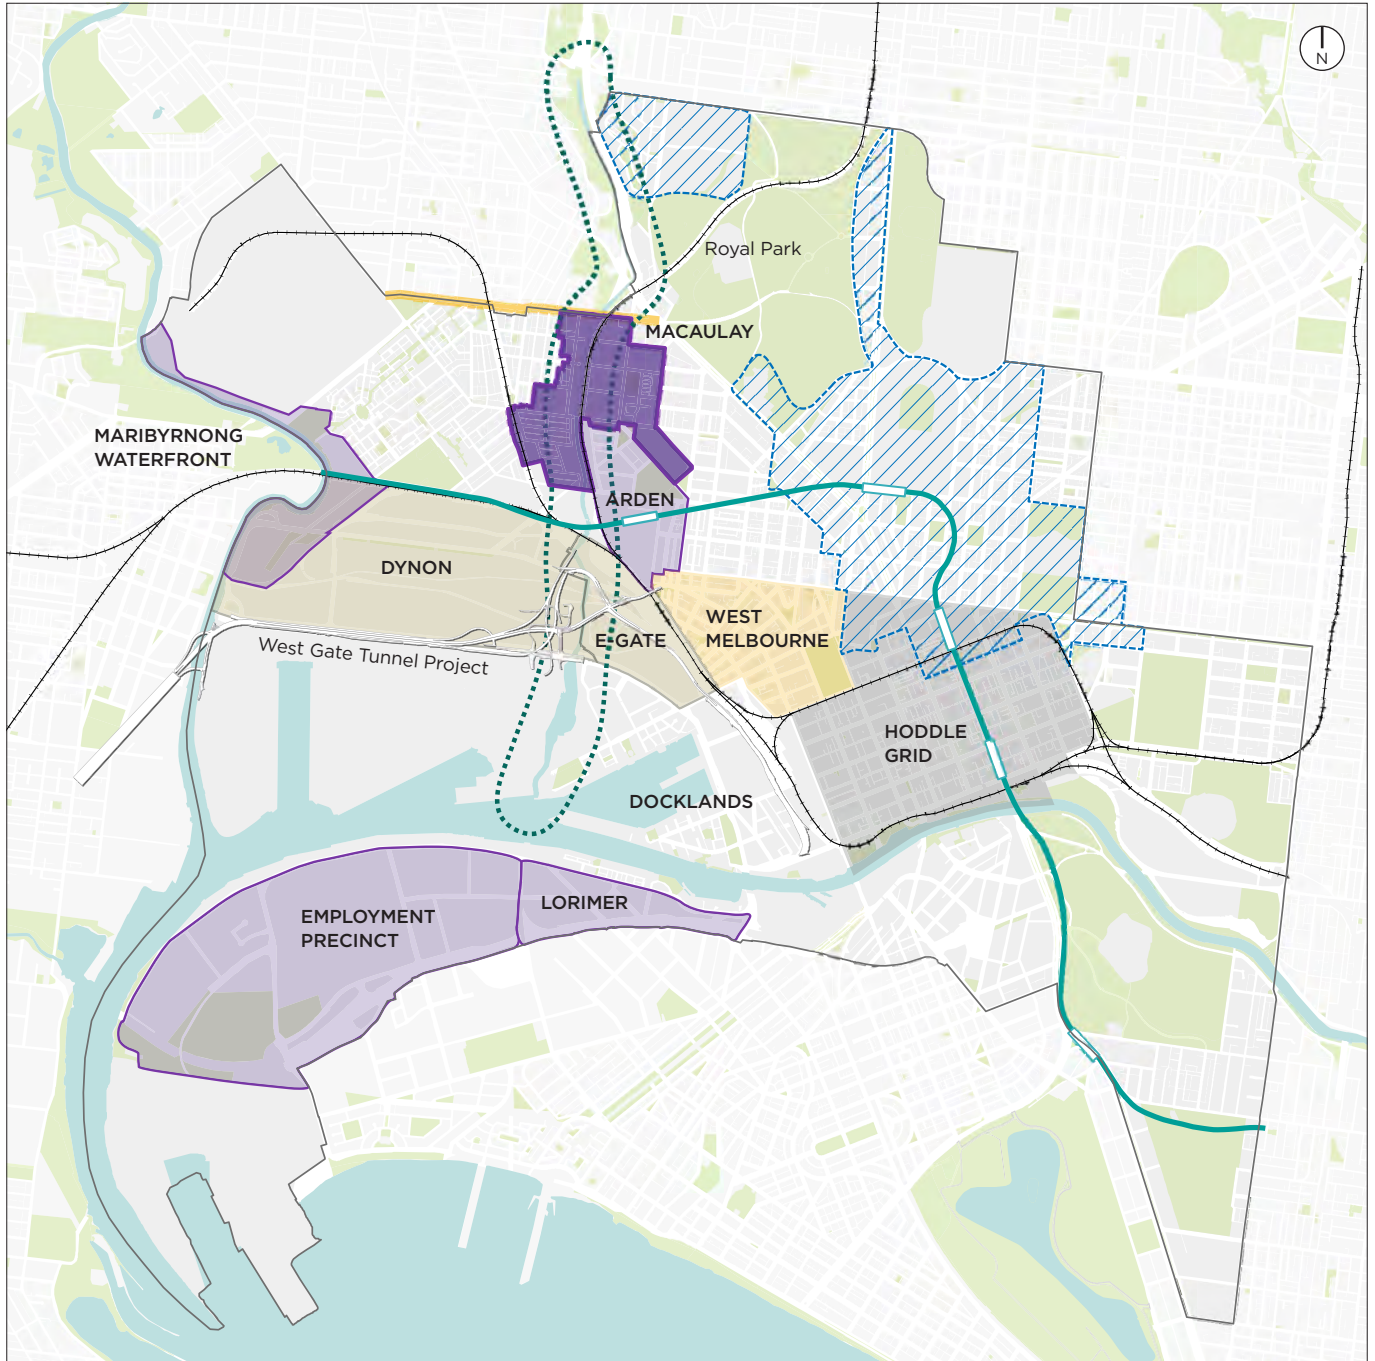 N
Royal Park
MACAULAY
MARIBYRNONG
WATERFRONT
ARDEN
DYNON
WEST
MELBOURNE
E-GATE
West Gate Tunnel Project
HODDLE
GRID
DOCKLANDS
LORIMER
EMPLOYMENT
PRECINCT